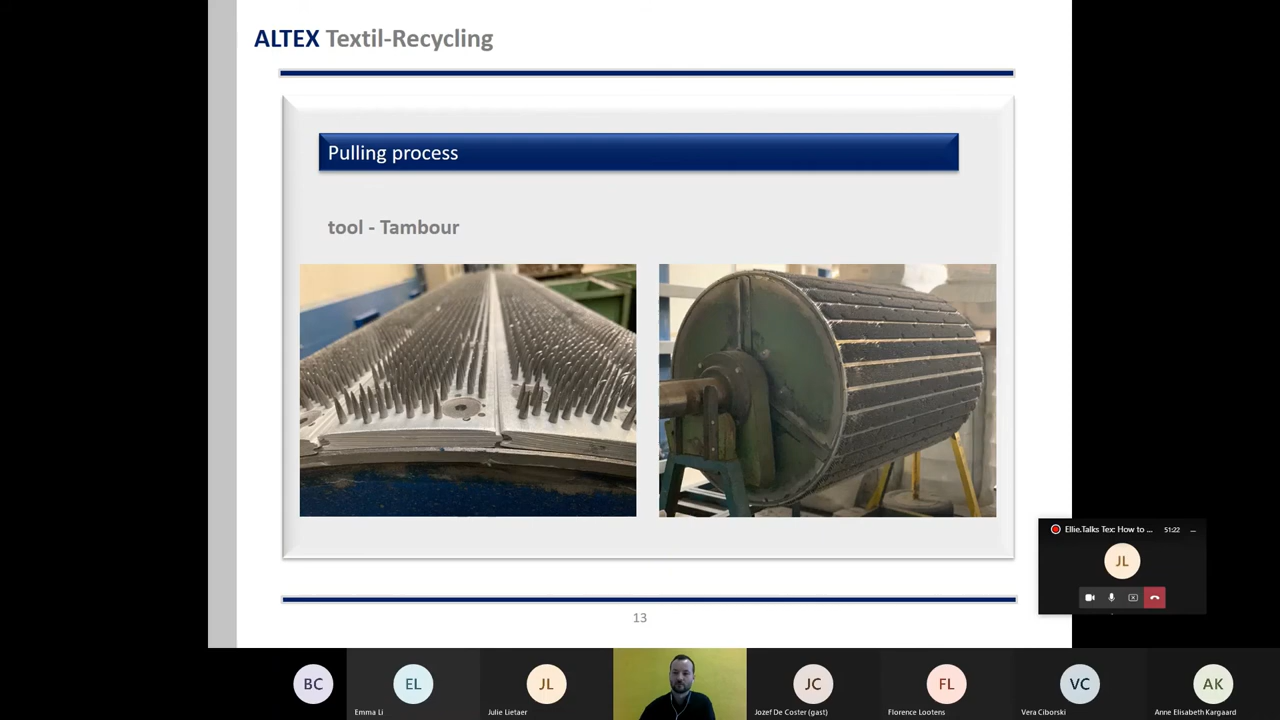 ALTEX Textil-Recycling
Pulling process
tool - Tambour
Ellie.Talks Tex: How to ...
51:22
JL
13
BC
EL
JL
JC
FL
VC
AK
Emma Li
Julie Lietaer
Jozef De Coster (gast)
Florence Lootens
Vera Ciborski
Anne Elisabeth Kargaard